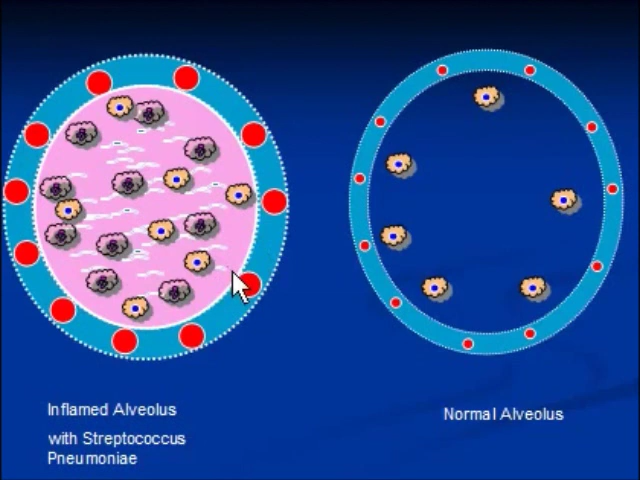 Inflamed Alveolus
with Streptococcus
Pneumoniae
Normal Alveolus